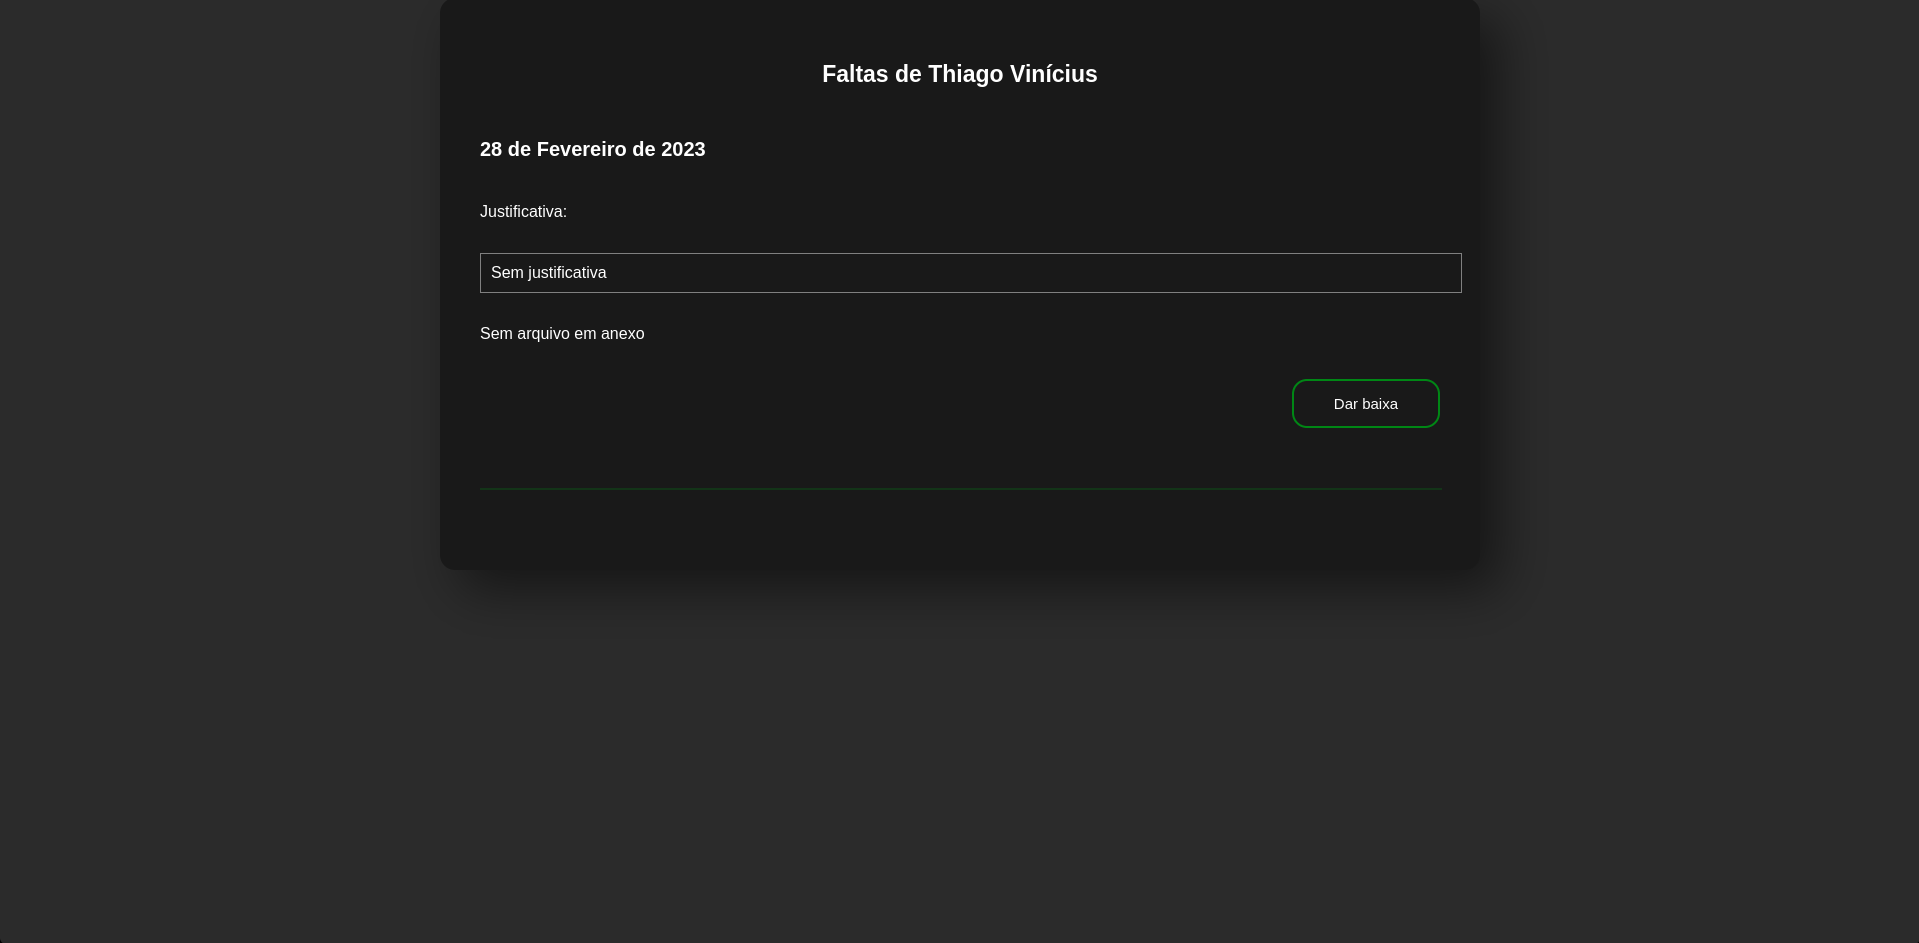 Faltas de Thiago Vinícius
28 de Fevereiro de 2023
Justificativa:
Sem justificativa
Sem arquivo em anexo
Dar baixa